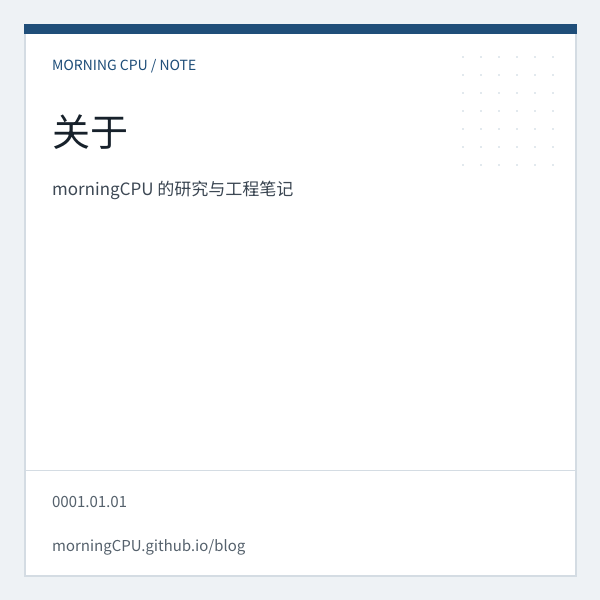 MORNING CPU / NOTE
关于
morningCPU 的研究与工程笔记
0001.01.01
morningCPU.github.io/blog